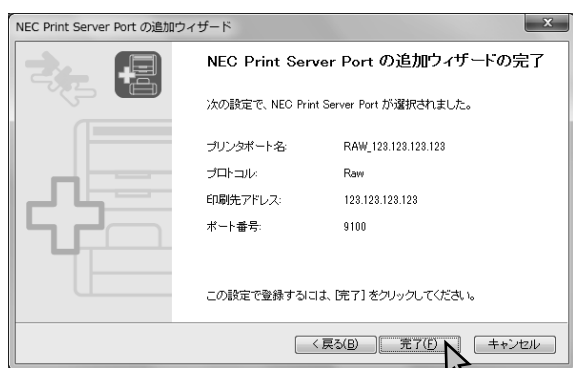 NEC Print Server Port の追加ウィザード
NEC Print Server Port の追加ウィザードの完了
次の設定で、NEC Print Server Port が選択されました。
プリンタポート名: RAW_123.123.123.123
プロトコル: Raw
印刷先アドレス: 123.123.123.123
ポート番号: 9100
この設定で登録するには、[完了] をクリックしてください。
< 戻る(B) 完了(F) キャンセル